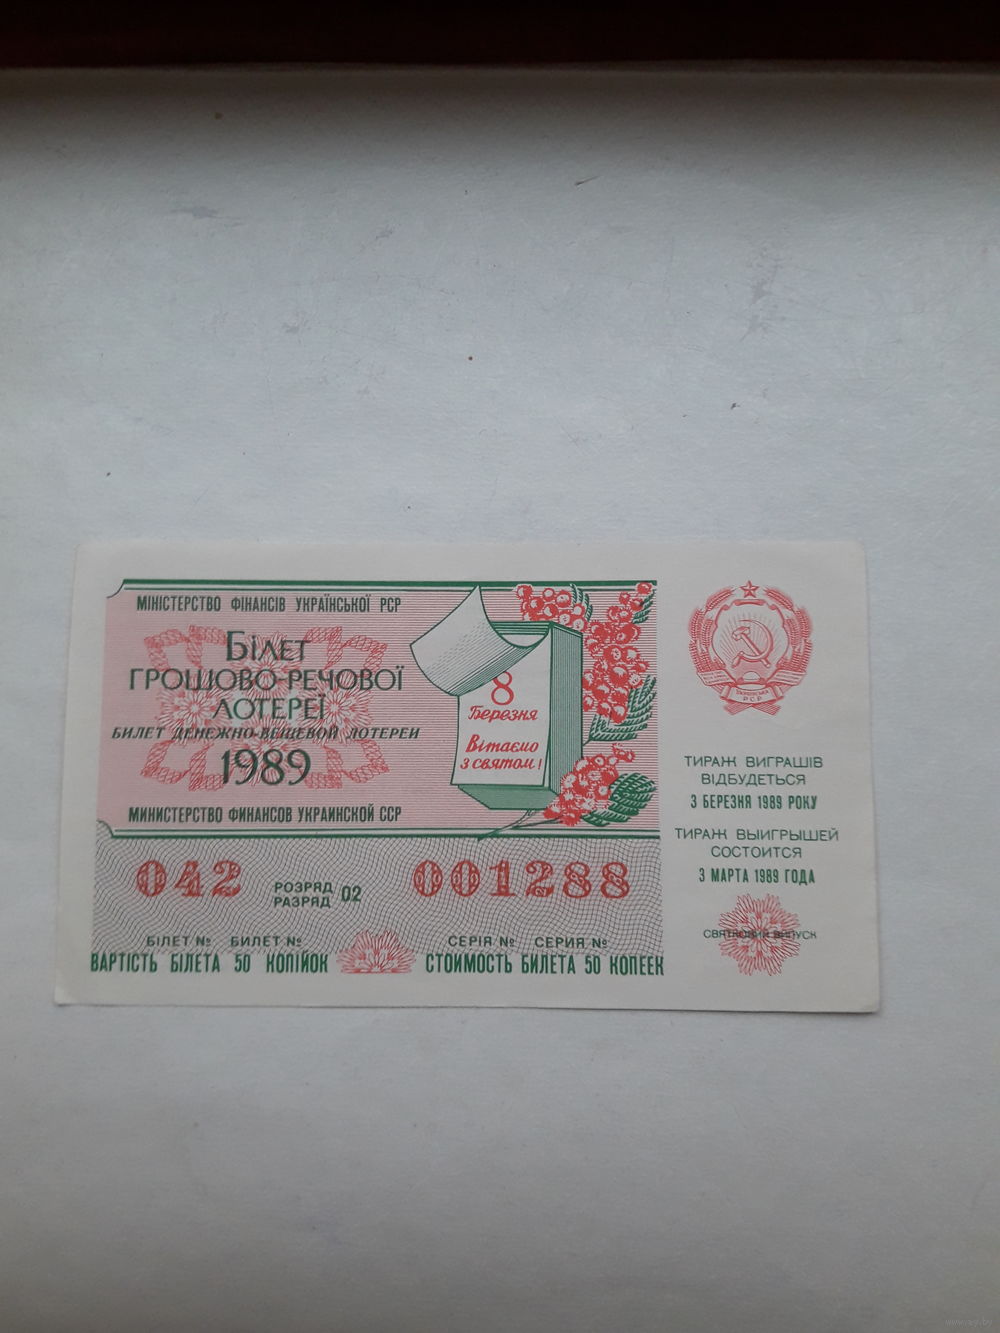 МІНІСТЕРСТВО ФІНАНСІВ УКРАЇНСЬКОЇ РСР
БІЛЕТ
ГРОШОВО-РЕЧОВОЇ
ЛОТЕРЕЇ
БИЛЕТ ДЕНЕЖНО-ВЕЩЕВОЙ ЛОТЕРЕИ
1989
МИНИСТЕРСТВО ФИНАНСОВ УКРАИНСКОЙ ССР
8
Березня
Вітаємо
з святом!
042
РОЗРЯД
РАЗРЯД 02
001288
БІЛЕТ № БИЛЕТ №
СЕРІЯ № СЕРИЯ №
ВАРТІСТЬ БІЛЕТА 50 КОПІЙОК
СТОИМОСТЬ БИЛЕТА 50 КОПЕЕК
УКРАЇНСЬКА
РСР
ТИРАЖ ВИГРАШІВ
ВІДБУДЕТЬСЯ
3 БЕРЕЗНЯ 1989 РОКУ
ТИРАЖ ВЫИГРЫШЕЙ
СОСТОИТСЯ
3 МАРТА 1989 ГОДА
СВЯТКОВИЙ ВИПУСК